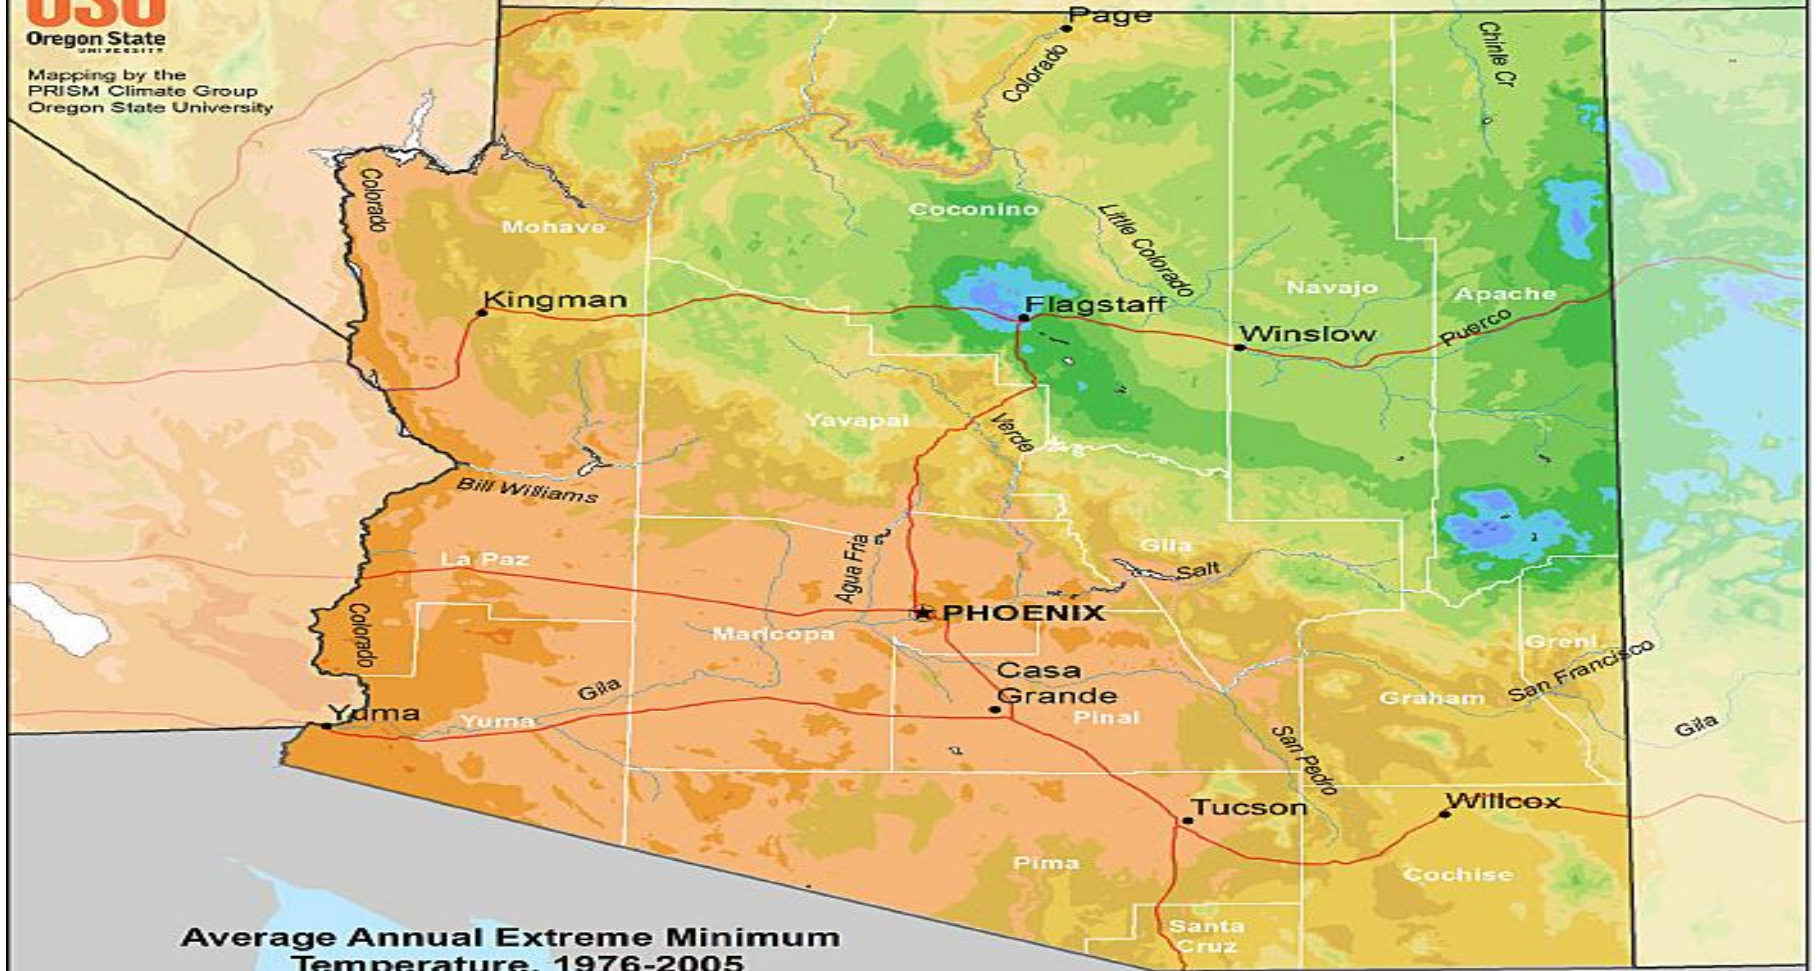 OSU
Oregon State
UNIVERSITY
Mapping by the
PRISM Climate Group
Oregon State University
Page
Colorado
Chinle Cr
Colorado
Mohave
Coconino
Little Colorado
Kingman
Flagstaff
Navajo
Apache
Winslow
Puerco
Yavapai
Verde
Bill Williams
La Paz
Agua Fria
Gila
Salt
Colorado
PHOENIX
Maricopa
Grenl
San Francisco
Casa
Grande
Gila
Graham
Yuma
Yuma
Pinal
Gila
San Pedro
Tucson
Willcox
Pima
Cochise
Santa
Cruz
Average Annual Extreme Minimum
Temperature, 1976-2005